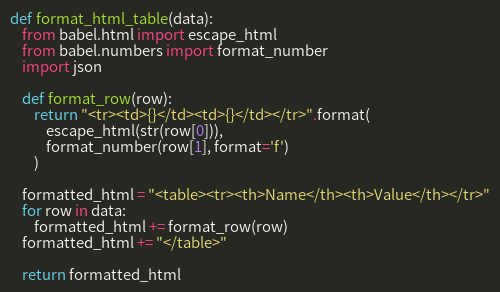 def format_html_table(data):
    from babel.html import escape_html
    from babel.numbers import format_number
    import json

    def format_row(row):
        return "<tr><td>{}</td><td>{}</td></tr>".format(
            escape_html(str(row[0])),
            format_number(row[1], format='f')
        )

    formatted_html = "<table><tr><th>Name</th><th>Value</th></tr>"
    for row in data:
        formatted_html += format_row(row)
    formatted_html += "</table>"

    return formatted_html